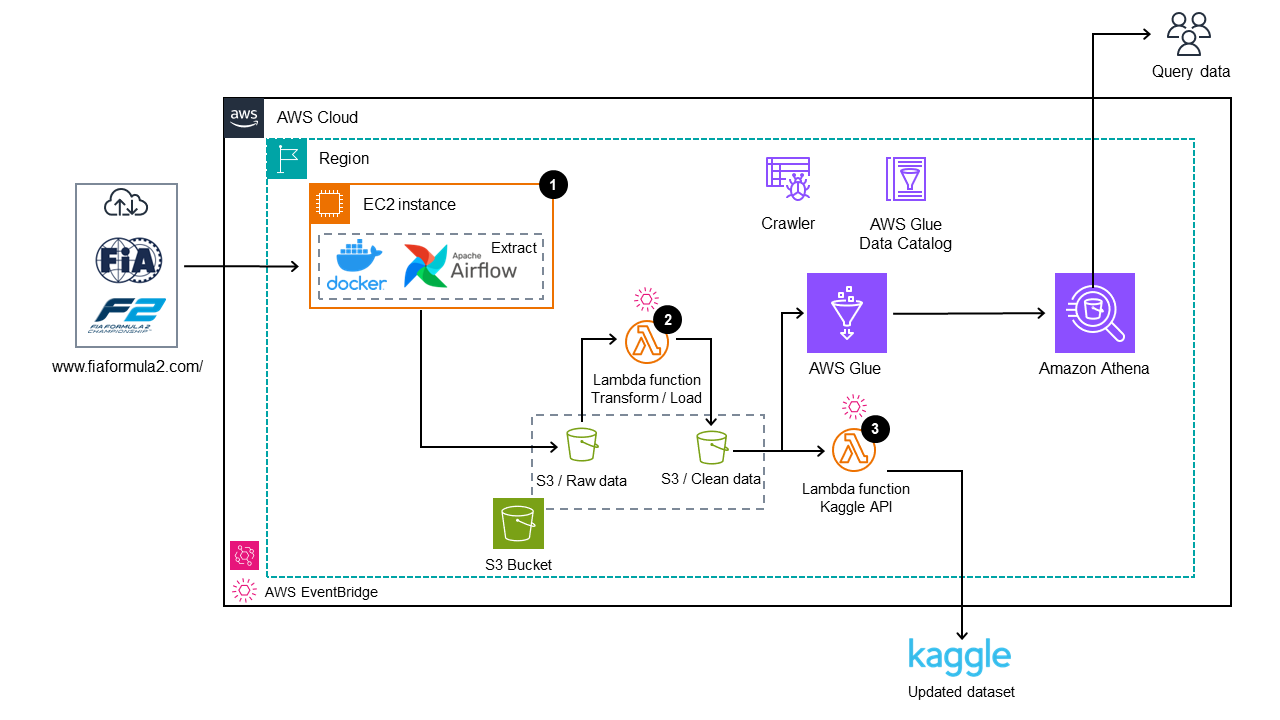 Query data
aws
AWS Cloud
Region
1
EC2 instance
Extract
docker
Apache
Airflow
FiA
F2
FIA FORMULA 2
CHAMPIONSHIP™
www.fiaformula2.com/
Crawler
AWS Glue
Data Catalog
2
Lambda function
Transform / Load
AWS Glue
Amazon Athena
3
S3 / Raw data
S3 / Clean data
Lambda function
Kaggle API
S3 Bucket
AWS EventBridge
kaggle
Updated dataset